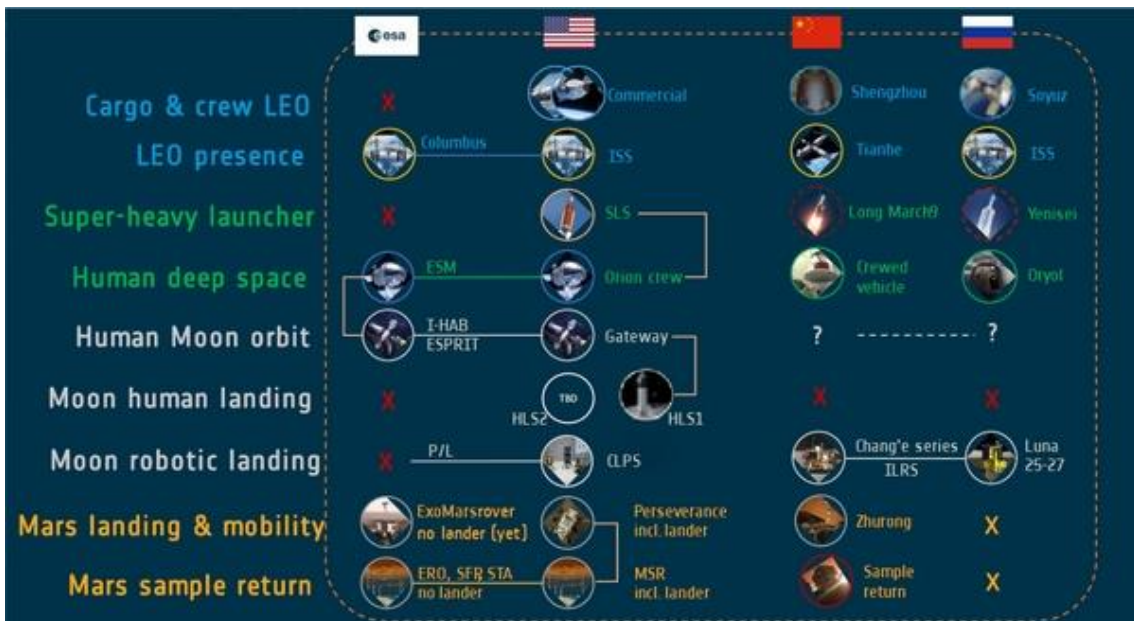 esa
Cargo & crew LEO
X
Commercial
Shengzhou
Soyuz
LEO presence
Columbus
ISS
Tianhe
ISS
Super-heavy launcher
X
SLS
Long March9
Yenisei
Human deep space
ESM
Orion crew
Crewed
vehicle
Oryol
Human Moon orbit
I-HAB
ESPRIT
Gateway
?
?
Moon human landing
X
HLS2
TBD
HLS1
X
X
Moon robotic landing
X
P/L
CLPS
Chang'e series
ILRS
Luna
25-27
Mars landing & mobility
ExoMarsrover
no lander (yet)
Perseverance
incl. lander
Zhurong
X
Mars sample return
ERO, SFR, STA
no lander
MSR
incl. lander
Sample
return
X